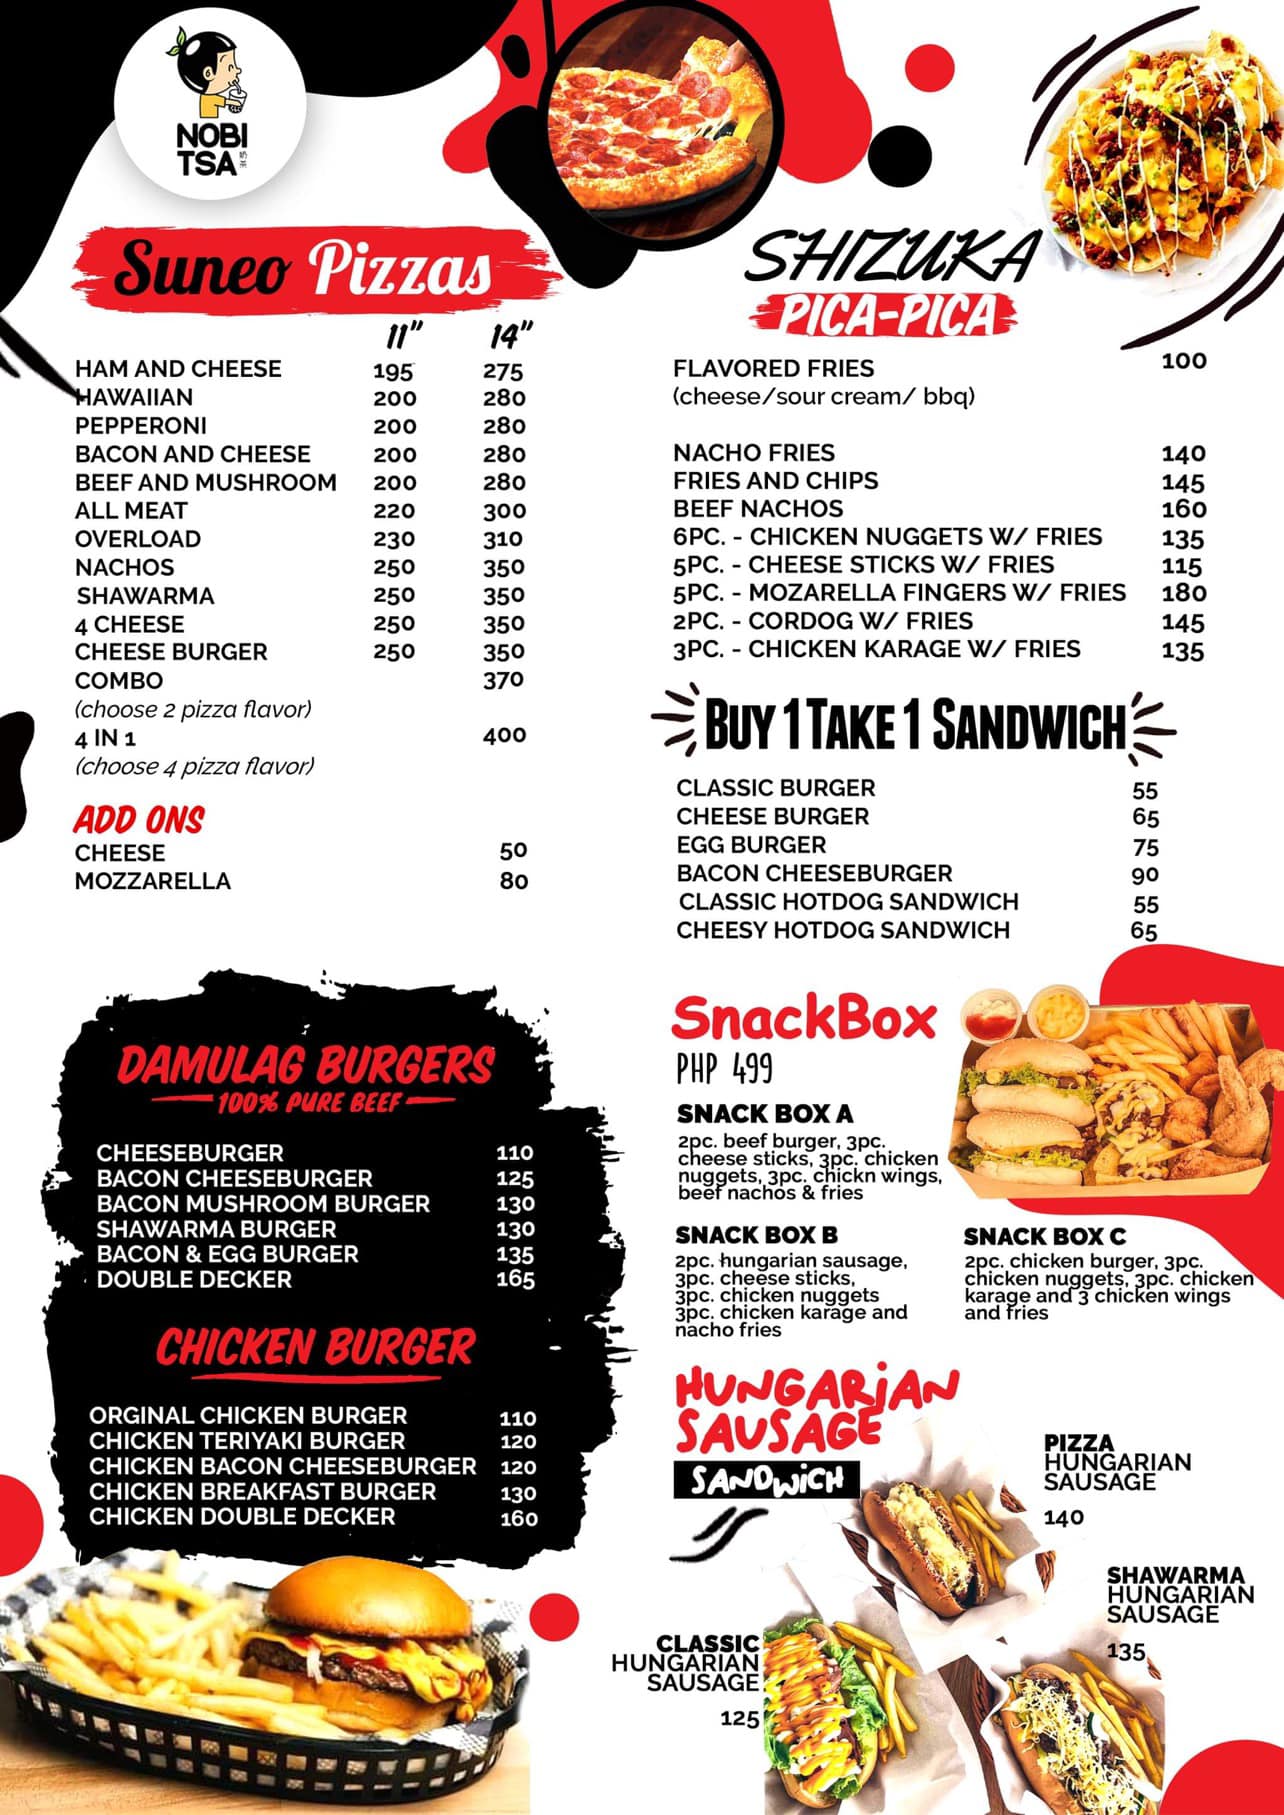 NOBI
TSA
Suneo Pizzas
11" 14"
HAM AND CHEESE 195 275
HAWAIIAN 200 280
PEPPERONI 200 280
BACON AND CHEESE 200 280
BEEF AND MUSHROOM 200 280
ALL MEAT 220 300
OVERLOAD 230 310
NACHOS 250 350
SHAWARMA 250 350
4 CHEESE 250 350
CHEESE BURGER 250 350
COMBO 370
(choose 2 pizza flavor)
4 IN 1 400
(choose 4 pizza flavor)
ADD ONS
CHEESE 50
MOZZARELLA 80
DAMULAG BURGERS
100% PURE BEEF
CHEESEBURGER 110
BACON CHEESEBURGER 125
BACON MUSHROOM BURGER 130
SHAWARMA BURGER 130
BACON & EGG BURGER 135
DOUBLE DECKER 165
CHICKEN BURGER
ORGINAL CHICKEN BURGER 110
CHICKEN TERIYAKI BURGER 120
CHICKEN BACON CHEESEBURGER 120
CHICKEN BREAKFAST BURGER 130
CHICKEN DOUBLE DECKER 160
SHIZUKA
PICA-PICA
FLAVORED FRIES 100
(cheese/sour cream/ bbq)
NACHO FRIES 140
FRIES AND CHIPS 145
BEEF NACHOS 160
6PC. - CHICKEN NUGGETS W/ FRIES 135
5PC. - CHEESE STICKS W/ FRIES 115
5PC. - MOZARELLA FINGERS W/ FRIES 180
2PC. - CORDOG W/ FRIES 145
3PC. - CHICKEN KARAGE W/ FRIES 135
BUY 1 TAKE 1 SANDWICH
CLASSIC BURGER 55
CHEESE BURGER 65
EGG BURGER 75
BACON CHEESEBURGER 90
CLASSIC HOTDOG SANDWICH 55
CHEESY HOTDOG SANDWICH 65
SnackBox
PHP 499
SNACK BOX A
2pc. beef burger, 3pc.
cheese sticks, 3pc. chicken
nuggets, 3pc. chickn wings,
beef nachos & fries
SNACK BOX B
2pc. hungarian sausage,
3pc. cheese sticks,
3pc. chicken nuggets
3pc. chicken karage and
nacho fries
SNACK BOX C
2pc. chicken burger, 3pc.
chicken nuggets, 3pc. chicken
karage and 3 chicken wings
and fries
HUNGARIAN
SAUSAGE
SANDWICH
PIZZA
HUNGARIAN
SAUSAGE
140
SHAWARMA
HUNGARIAN
SAUSAGE
135
CLASSIC
HUNGARIAN
SAUSAGE
125